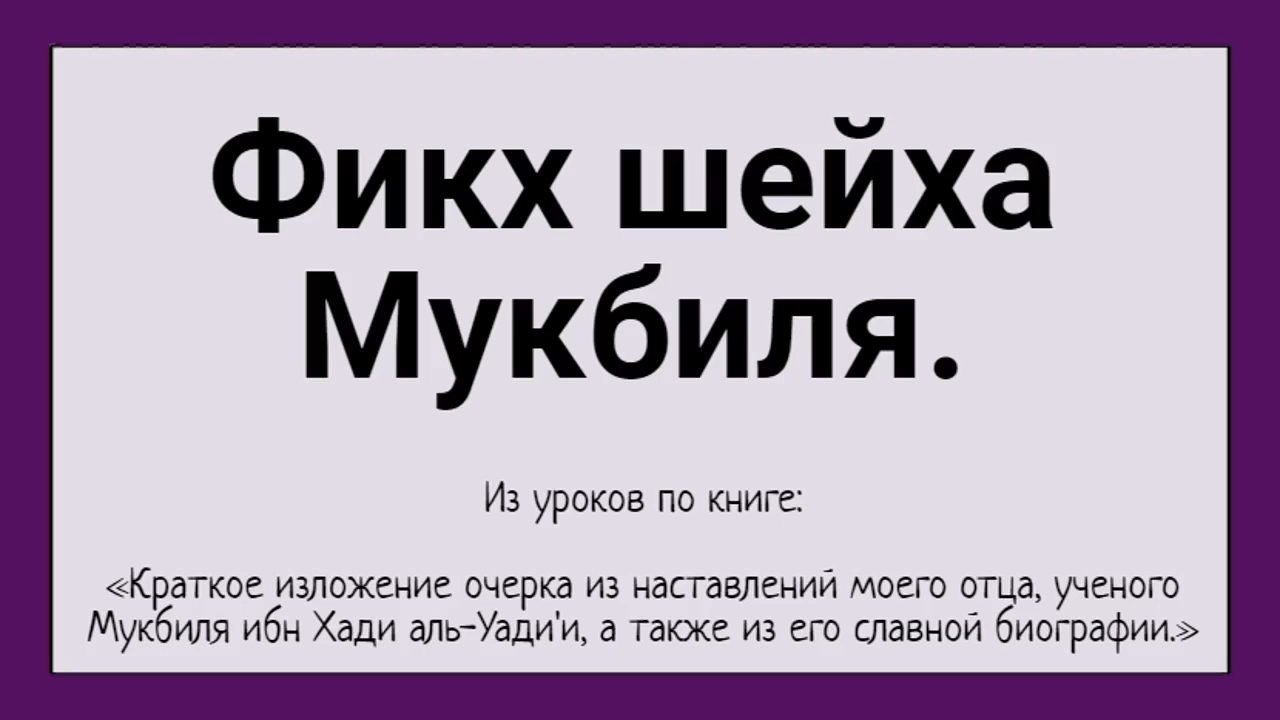 Фикх шейха
Мукбиля.
Из уроков по книге:
«Краткое изложение очерка из наставлений моего отца, ученого
Мукбиля ибн Хади аль-Уади'и, а также из его славной биографии.»